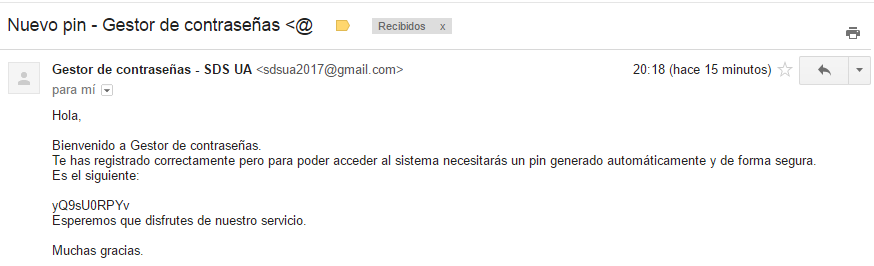 Nuevo pin - Gestor de contraseñas <@
Recibidos x
Gestor de contraseñas - SDS UA <sdsua2017@gmail.com>
20:18 (hace 15 minutos)
para mí
Hola,
Bienvenido a Gestor de contraseñas.
Te has registrado correctamente pero para poder acceder al sistema necesitarás un pin generado automáticamente y de forma segura.
Es el siguiente:
yQ9sU0RPYv
Esperemos que disfrutes de nuestro servicio.
Muchas gracias.